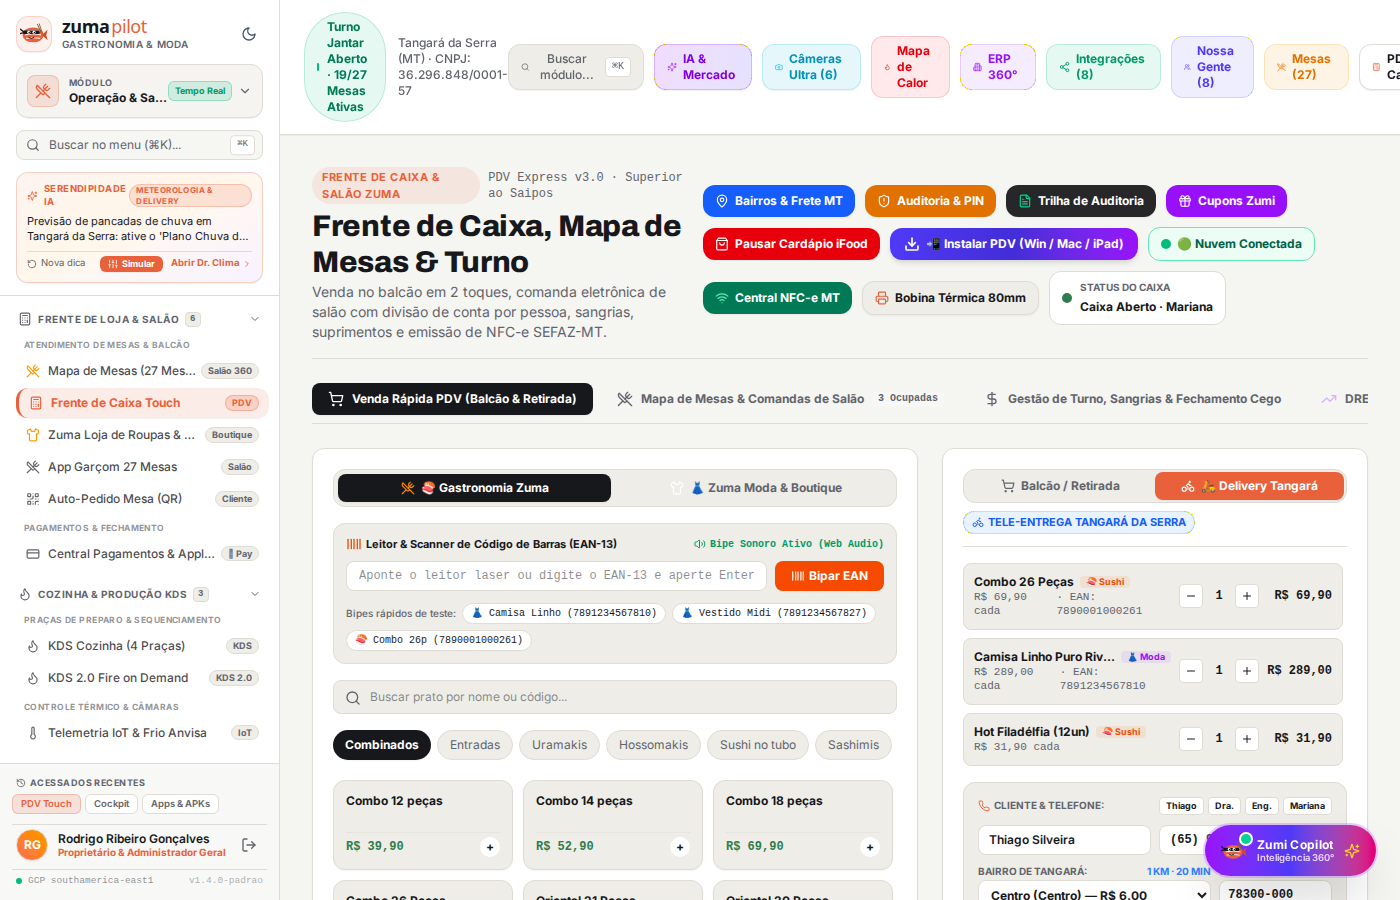 zumapilot
GASTRONOMIA & MODA
MÓDULO
Operação & Sa...
Tempo Real
Buscar no menu (⌘K)...
⌘K
SERENDIPIDADE IA
METEOROLOGIA & DELIVERY
Previsão de pancadas de chuva em
Tangará da Serra: ative o 'Plano Chuva d...
Nova dica
Simular
Abrir Dr. Clima
FRENTE DE LOJA & SALÃO 6
ATENDIMENTO DE MESAS & BALCÃO
Mapa de Mesas (27 Mes... Salão 360
Frente de Caixa Touch PDV
Zuma Loja de Roupas & ... Boutique
App Garçom 27 Mesas Salão
Auto-Pedido Mesa (QR) Cliente
PAGAMENTOS & FECHAMENTO
Central Pagamentos & Appl... Pay
COZINHA & PRODUÇÃO KDS 3
PRAÇAS DE PREPARO & SEQUENCIAMENTO
KDS Cozinha (4 Praças) KDS
KDS 2.0 Fire on Demand KDS 2.0
CONTROLE TÉRMICO & CÂMARAS
Telemetria IoT & Frio Anvisa IoT
ACESSADOS RECENTES
PDV Touch Cockpit Apps & APKs
RG
Rodrigo Ribeiro Gonçalves
Proprietário & Administrador Geral
GCP southamerica-east1 v1.4.0-padrao
Turno
Jantar
Aberto
· 19/27
Mesas
Ativas
Tangará da Serra
(MT) · CNPJ:
36.296.848/0001-
57
Buscar
módulo...
⌘K
IA &
Mercado
Câmeras
Ultra (6)
Mapa
de
Calor
ERP
360°
Integrações
(8)
Nossa
Gente
(8)
Mesas
(27)
FRENTE DE CAIXA &
SALÃO ZUMA
PDV Express v3.0 · Superior
ao Saipos
Frente de Caixa, Mapa de
Mesas & Turno
Venda no balcão em 2 toques, comanda eletrônica de
salão com divisão de conta por pessoa, sangrias,
suprimentos e emissão de NFC-e SEFAZ-MT.
Bairros & Frete MT
Auditoria & PIN
Trilha de Auditoria
Cupons Zumi
Pausar Cardápio iFood
Instalar PDV (Win / Mac / iPad)
Nuvem Conectada
Central NFC-e MT
Bobina Térmica 80mm
STATUS DO CAIXA
Caixa Aberto · Mariana
Venda Rápida PDV (Balcão & Retirada)
Mapa de Mesas & Comandas de Salão 3 Ocupadas
Gestão de Turno, Sangrias & Fechamento Cego
DRE
Gastronomia Zuma
Zuma Moda & Boutique
Leitor & Scanner de Código de Barras (EAN-13)
Bipe Sonoro Ativo (Web Audio)
Aponte o leitor laser ou digite o EAN-13 e aperte Enter
Bipar EAN
Bipes rápidos de teste:
Camisa Linho (7891234567810)
Vestido Midi (7891234567827)
Combo 26p (7890001000261)
Buscar prato por nome ou código...
Combinados Entradas Uramakis Hossomakis Sushi no tubo Sashimis
Combo 12 peças
R$ 39,90 +
Combo 14 peças
R$ 52,90 +
Combo 18 peças
R$ 69,90 +
Combo 26 Peças
Oriental 21 Peças
Oriental 29 Peças
Balcão / Retirada
Delivery Tangará
TELE-ENTREGA TANGARÁ DA SERRA
Combo 26 Peças Sushi
R$ 69,90 cada · EAN: 7890001000261
− 1 + R$ 69,90
Camisa Linho Puro Riv... Moda
R$ 289,00 cada · EAN: 7891234567810
− 1 + R$ 289,00
Hot Filadélfia (12un) Sushi
R$ 31,90 cada
− 1 + R$ 31,90
CLIENTE & TELEFONE:
Thiago Dra. Eng. Mariana
Thiago Silveira
(65)
BAIRRO DE TANGARÁ:
1 KM · 20 MIN
Centro (Centro) — R$ 6,00
78300-000
Zumi Copilot
Inteligência 360°